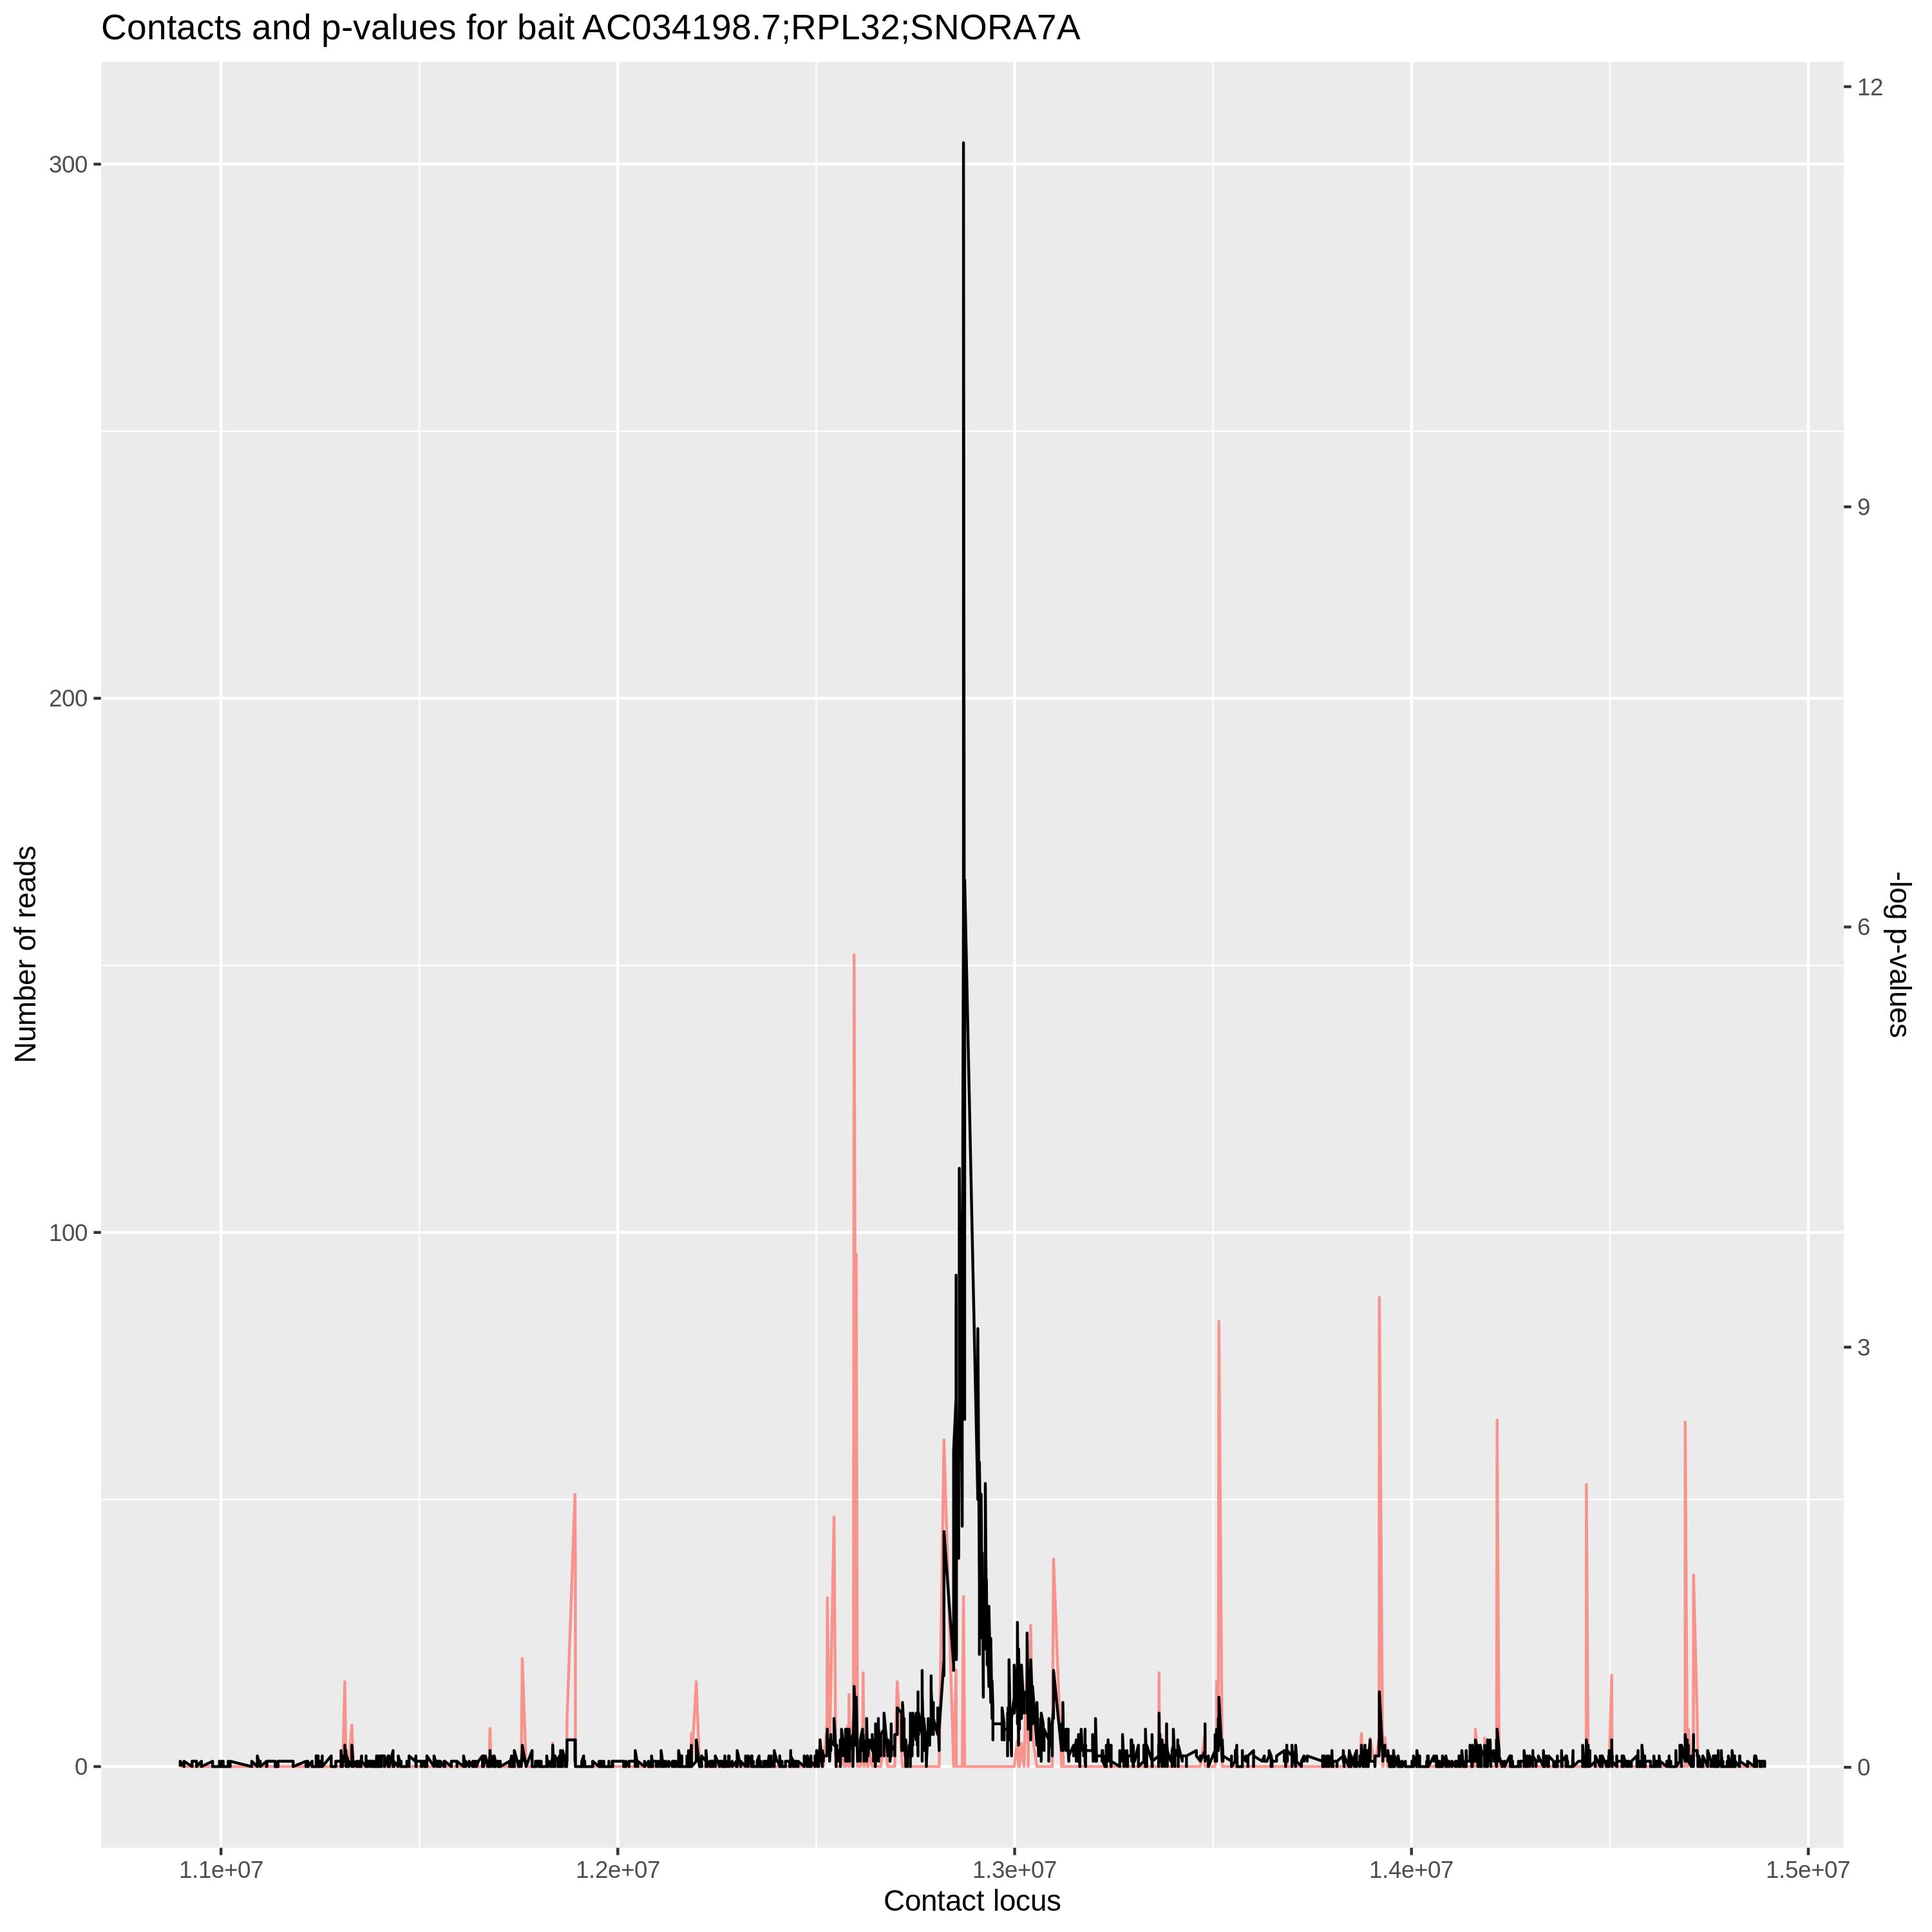 Contacts and p-values for bait AC034198.7;RPL32;SNORA7A
300
200
100
0
Number of reads
12
9
6
3
0
-log p-values
1.1e+07
1.2e+07
1.3e+07
1.4e+07
1.5e+07
Contact locus